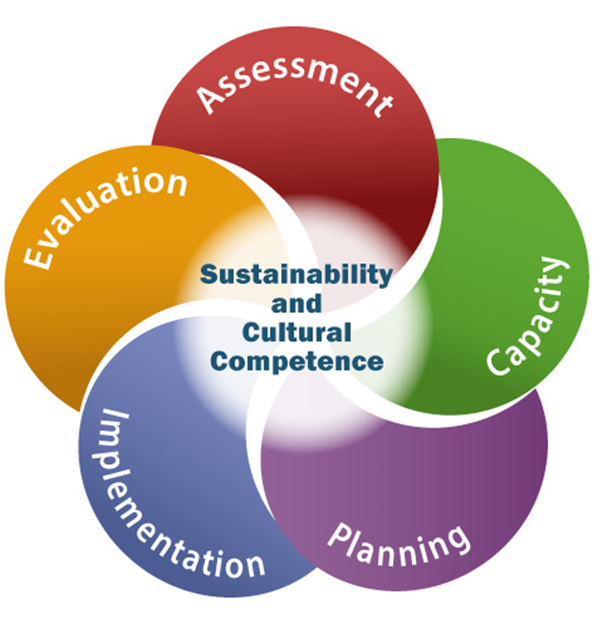 Assessment
Capacity
Planning
Implementation
Evaluation
Sustainability
and
Cultural
Competence